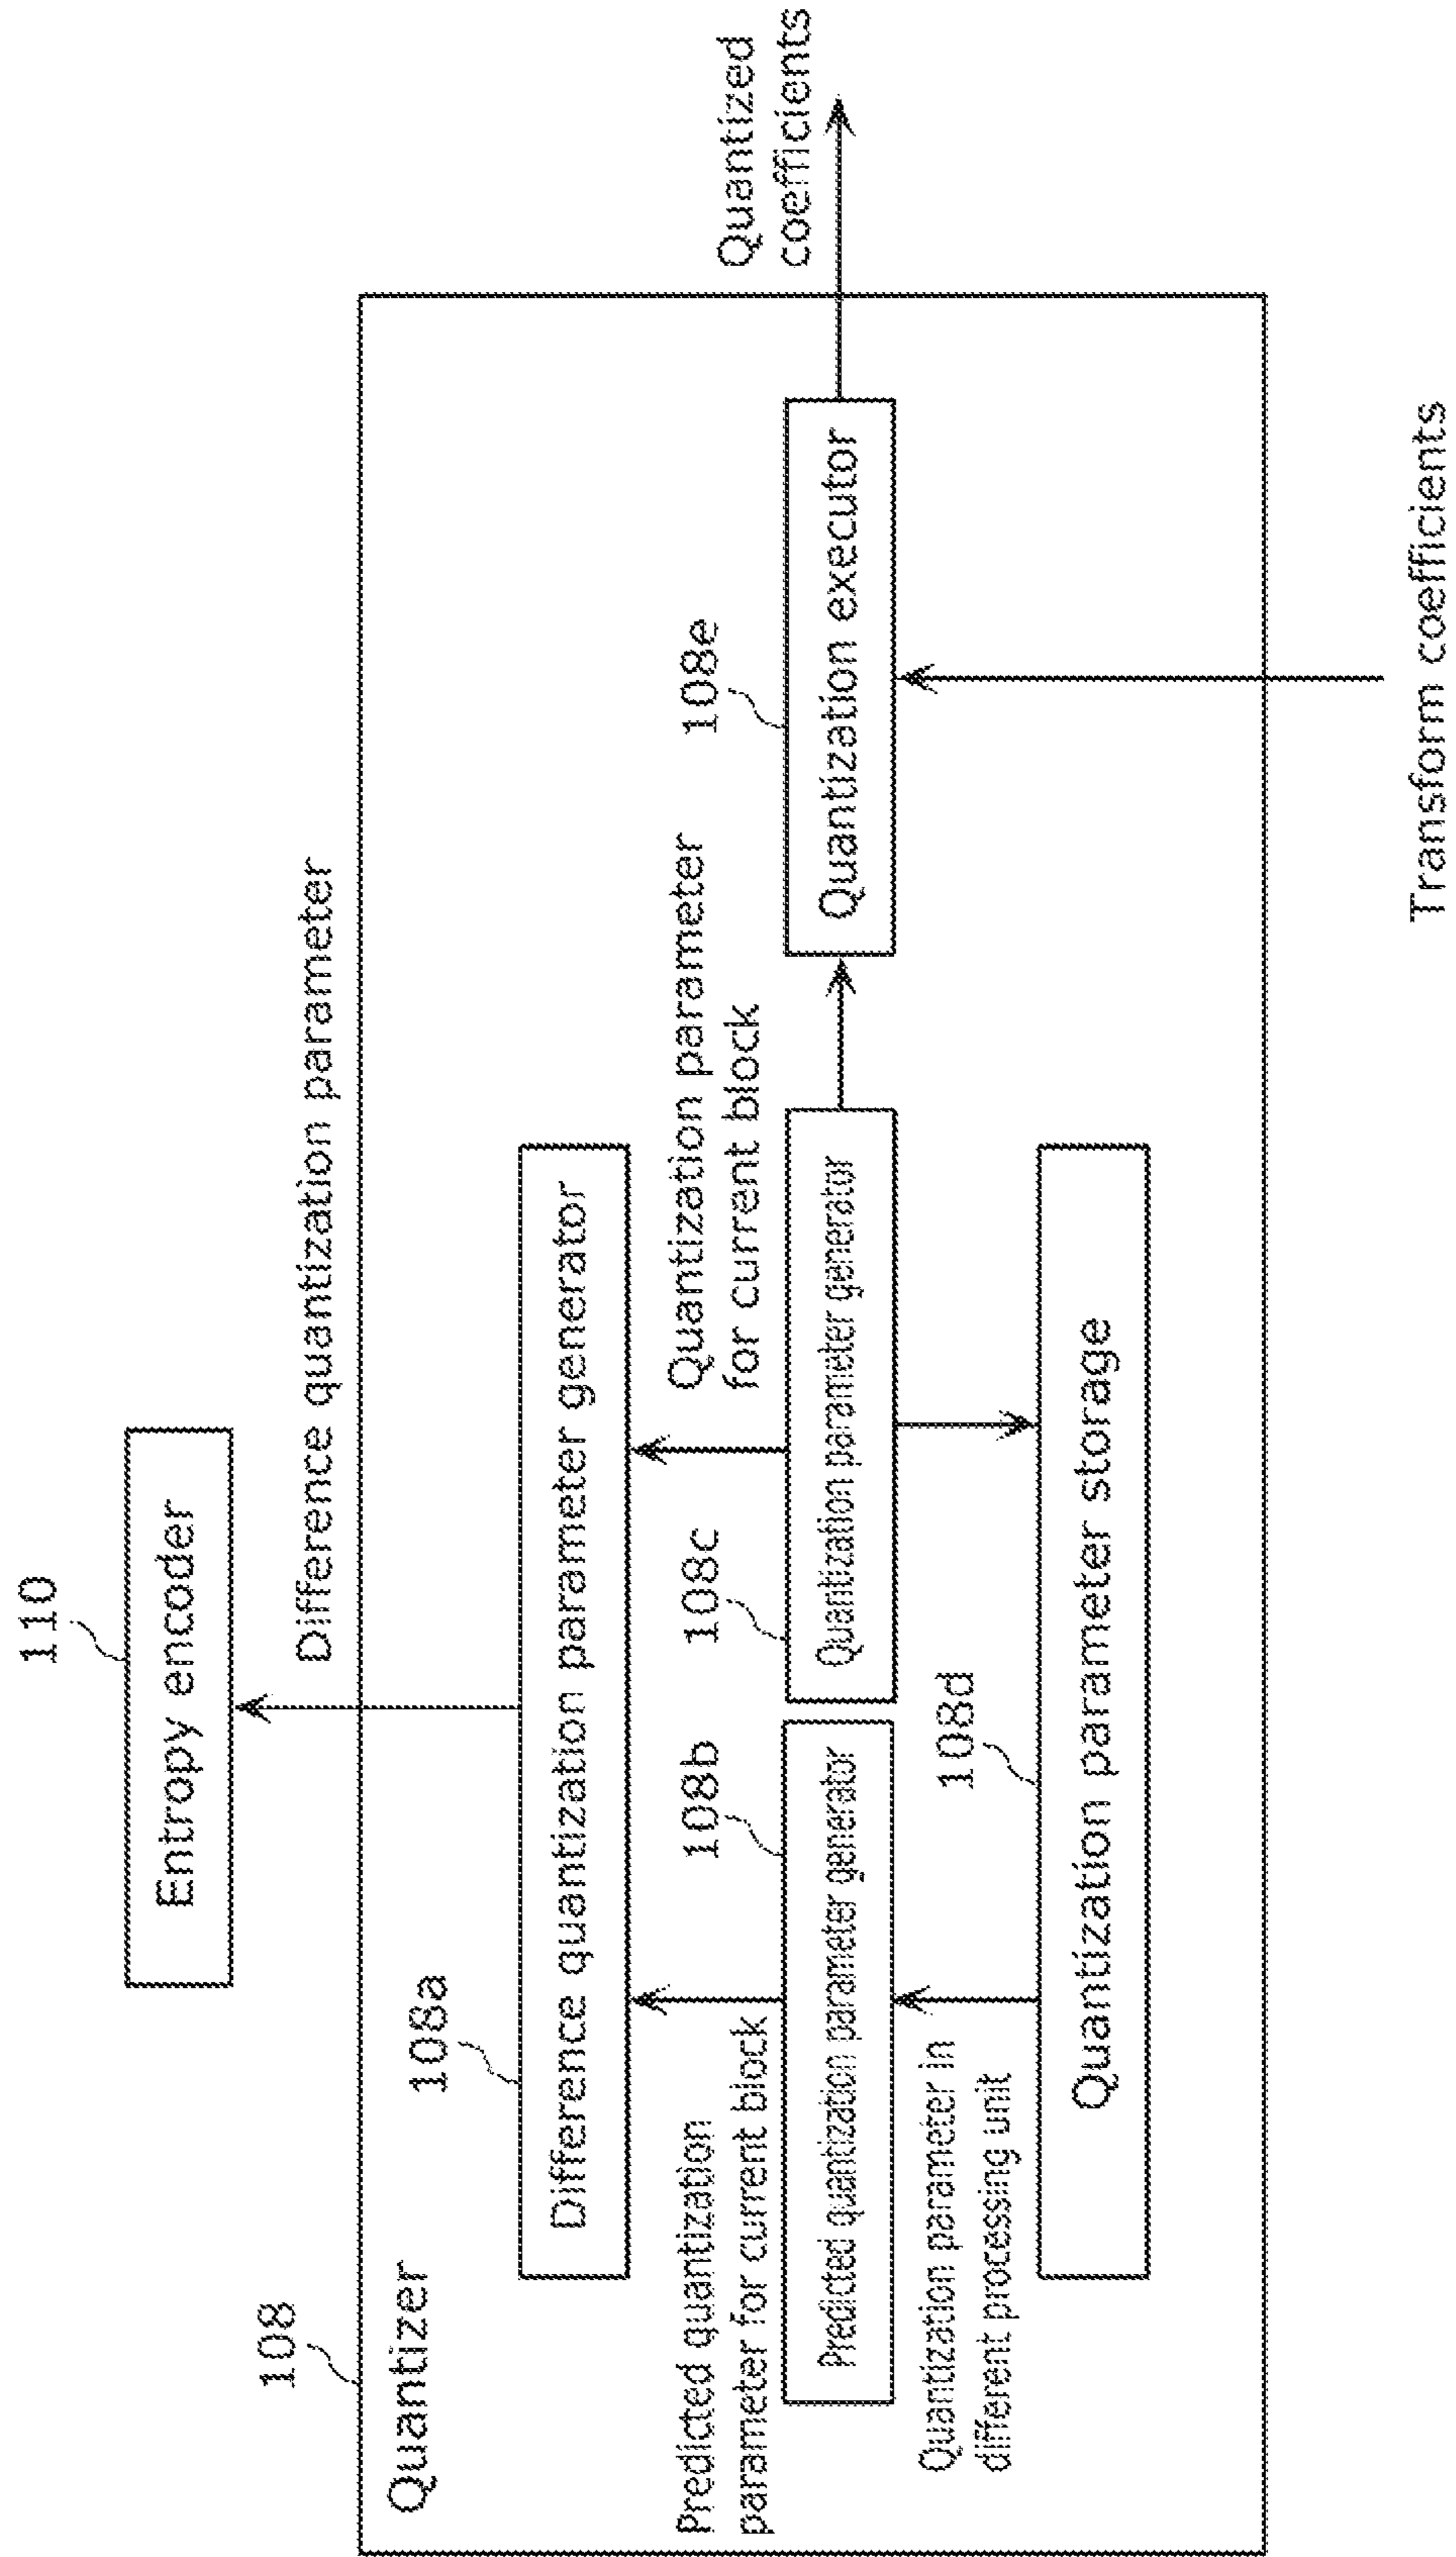 110
Entropy encoder
Difference quantization parameter
108
Quantizer
108a
Difference quantization parameter generator
Predicted quantization
parameter for current block
108b
108c
Quantization parameter
for current block
108e
Quantized
coefficients
Predicted quantization parameter generator
Quantization parameter generator
Quantization executor
Quantization parameter in
different processing unit
108d
Quantization parameter storage
Transform coefficients